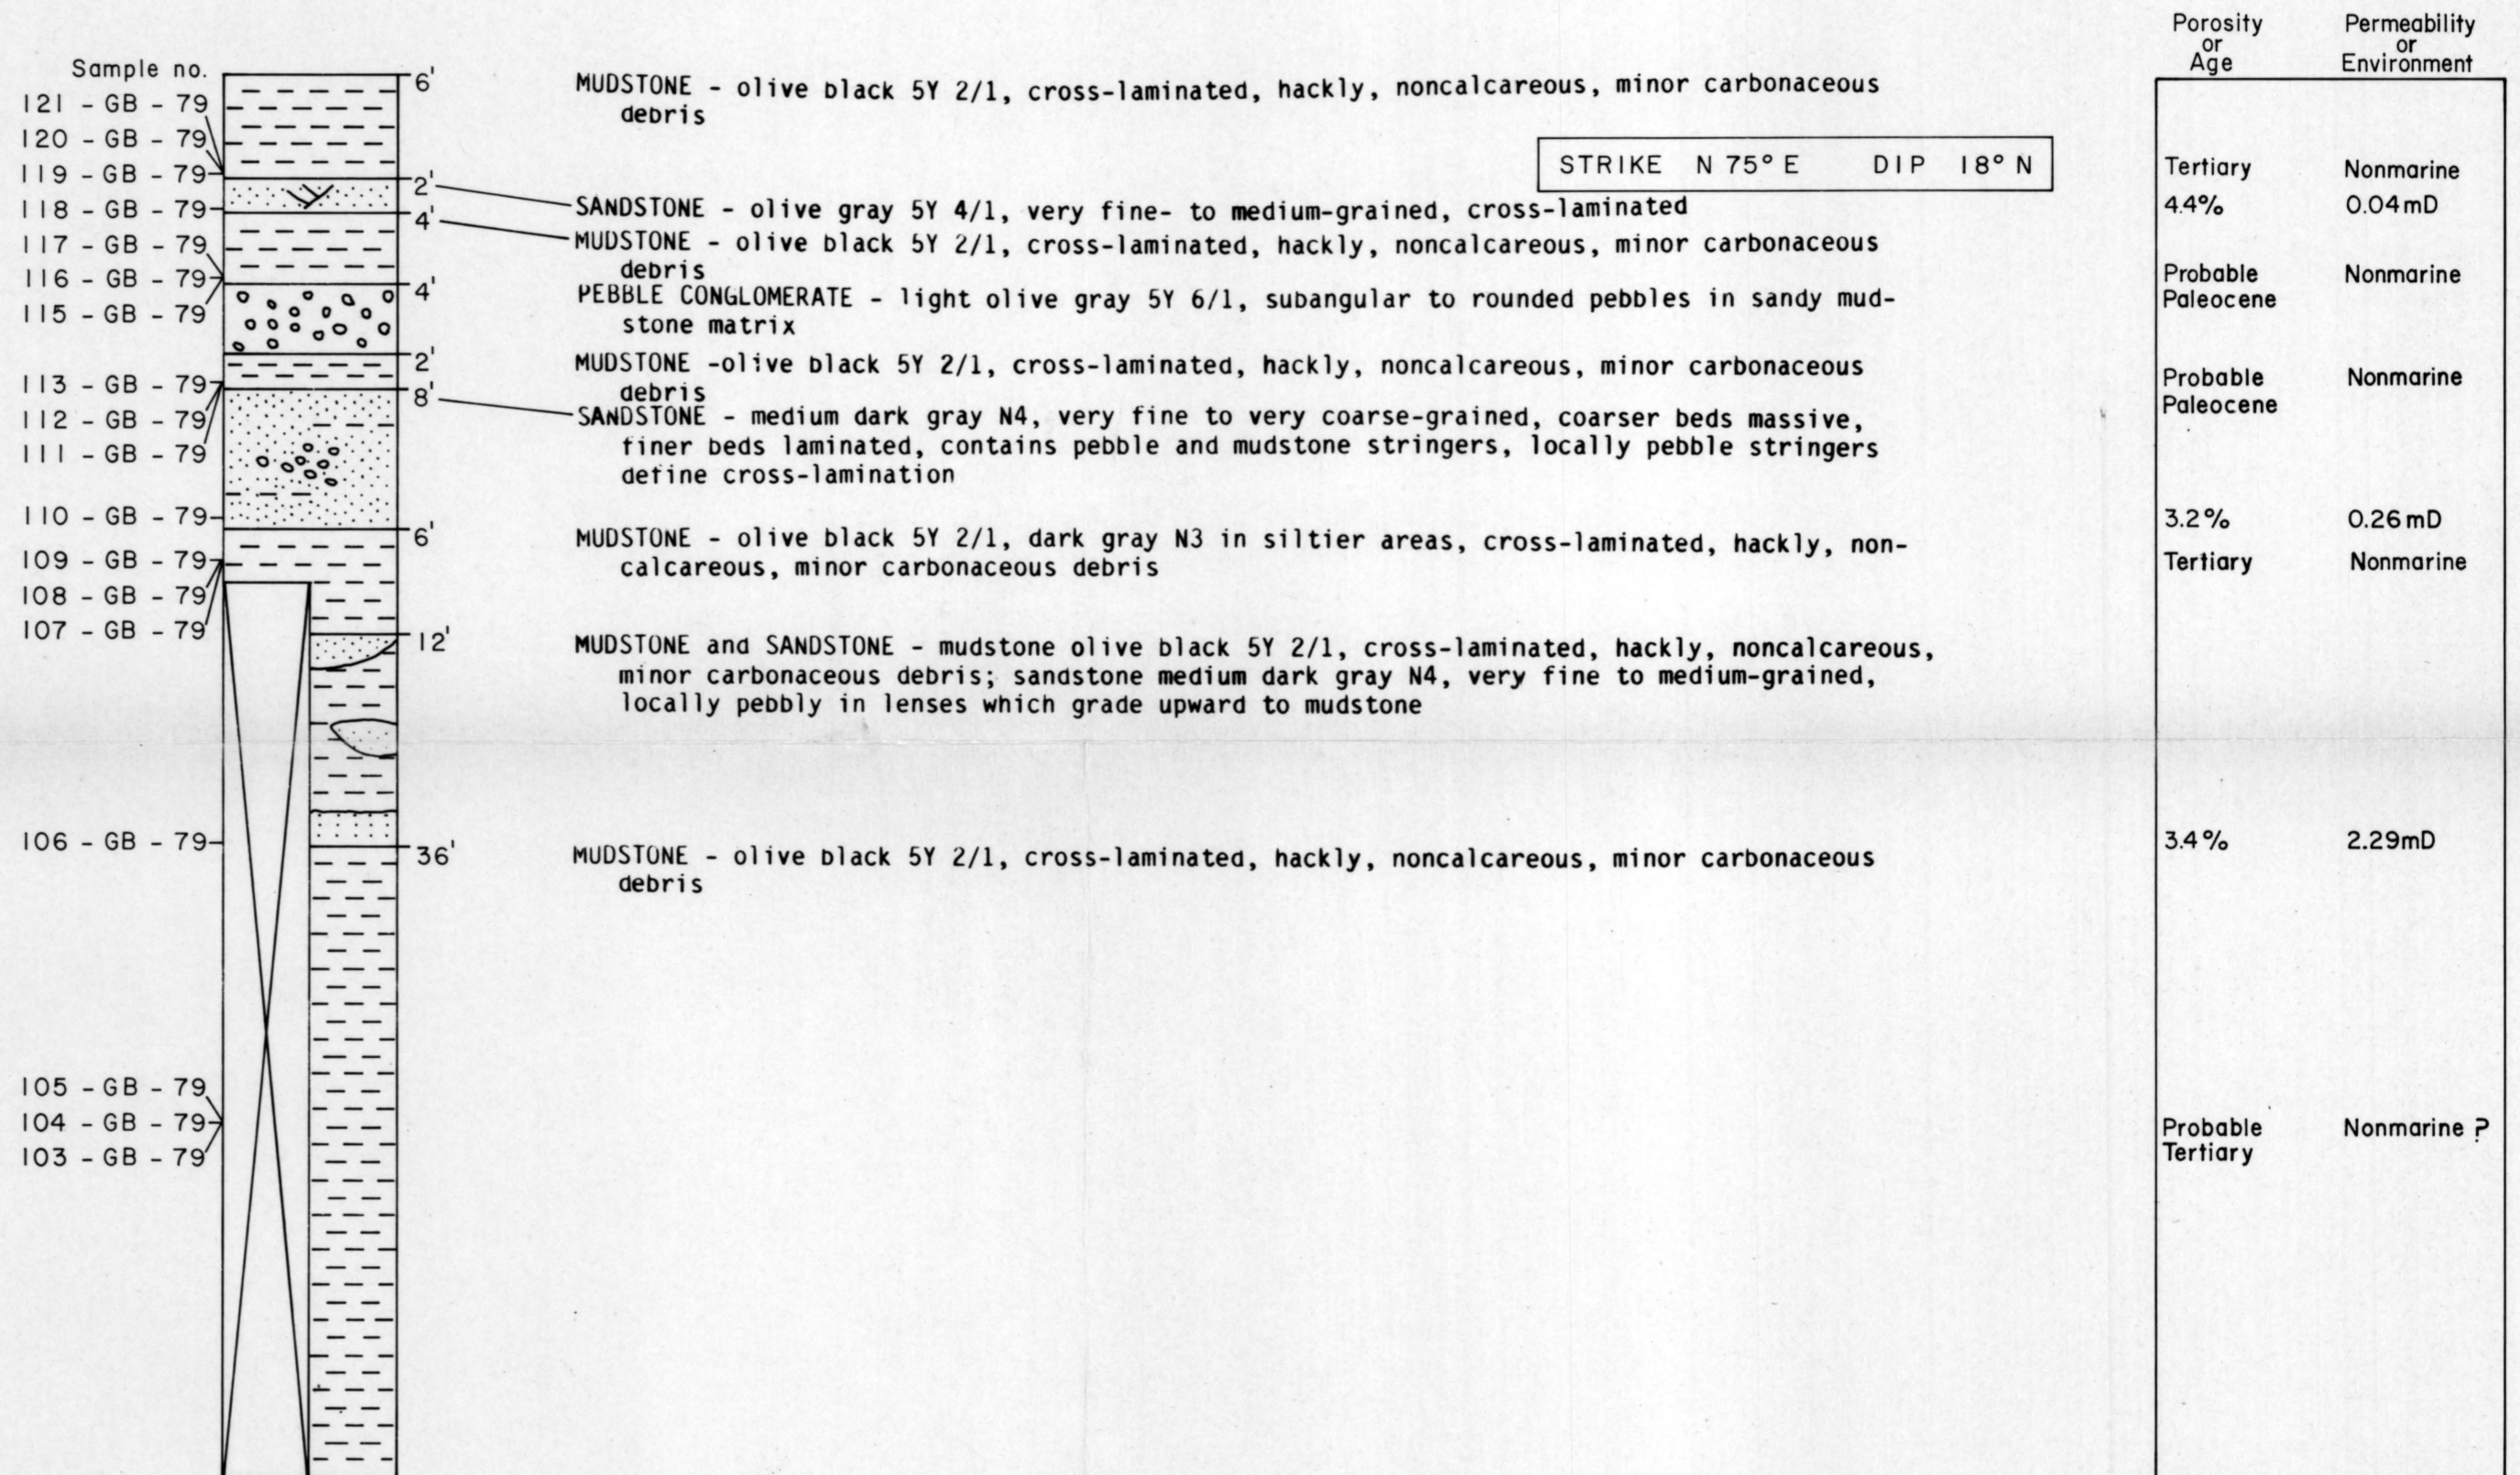 Porosity or Age
Permeability or Environment
Sample no.
121 - GB - 79
120 - GB - 79
119 - GB - 79
118 - GB - 79
117 - GB - 79
116 - GB - 79
115 - GB - 79
113 - GB - 79
112 - GB - 79
111 - GB - 79
110 - GB - 79
109 - GB - 79
108 - GB - 79
107 - GB - 79
106 - GB - 79
105 - GB - 79
104 - GB - 79
103 - GB - 79
6'
2'
4'
4'
2'
8'
6'
12'
36'
MUDSTONE - olive black 5Y 2/1, cross-laminated, hackly, noncalcareous, minor carbonaceous
debris
STRIKE N 75° E DIP 18° N
SANDSTONE - olive gray 5Y 4/1, very fine- to medium-grained, cross-laminated
MUDSTONE - olive black 5Y 2/1, cross-laminated, hackly, noncalcareous, minor carbonaceous
debris
PEBBLE CONGLOMERATE - light olive gray 5Y 6/1, subangular to rounded pebbles in sandy mud-
stone matrix
MUDSTONE -olive black 5Y 2/1, cross-laminated, hackly, noncalcareous, minor carbonaceous
debris
SANDSTONE - medium dark gray N4, very fine to very coarse-grained, coarser beds massive,
finer beds laminated, contains pebble and mudstone stringers, locally pebble stringers
define cross-lamination
MUDSTONE - olive black 5Y 2/1, dark gray N3 in siltier areas, cross-laminated, hackly, non-
calcareous, minor carbonaceous debris
MUDSTONE and SANDSTONE - mudstone olive black 5Y 2/1, cross-laminated, hackly, noncalcareous,
minor carbonaceous debris; sandstone medium dark gray N4, very fine to medium-grained,
locally pebbly in lenses which grade upward to mudstone
MUDSTONE - olive black 5Y 2/1, cross-laminated, hackly, noncalcareous, minor carbonaceous
debris
Tertiary Nonmarine
4.4% 0.04mD
Probable Nonmarine
Paleocene
Probable Nonmarine
Paleocene
3.2% 0.26mD
Tertiary Nonmarine
3.4% 2.29mD
Probable Nonmarine ?
Tertiary